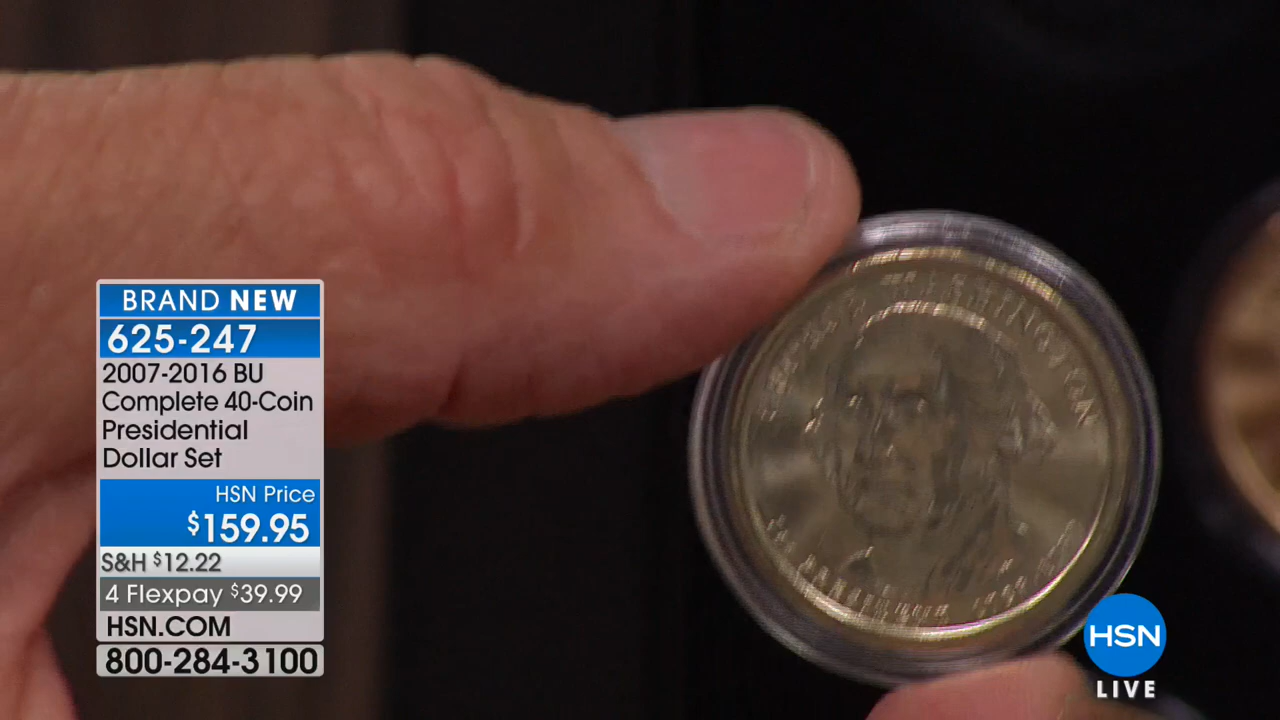 BRAND NEW
625-247
2007-2016 BU
Complete 40-Coin
Presidential
Dollar Set
HSN Price
$159.95
S&H $12.22
4 Flexpay $39.99
HSN.COM
800-284-3100
WASHINGTON
HSN
LIVE